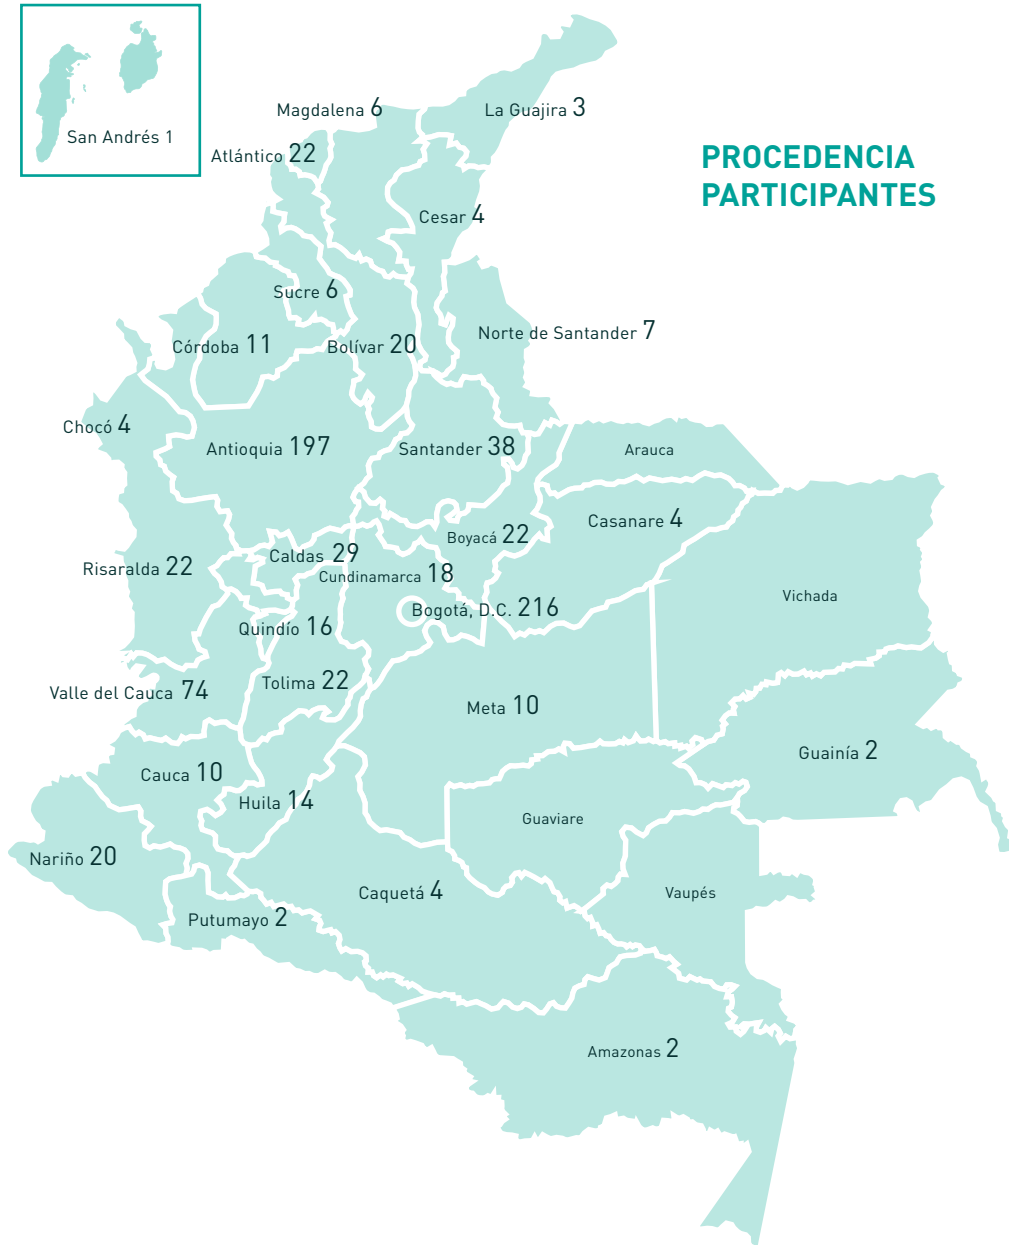 Magdalena 6
La Guajira 3
San Andrés 1
Atlántico 22
PROCEDENCIA
PARTICIPANTES
Cesar 4
Sucre 6
Norte de Santander 7
Córdoba 11
Bolívar 20
Chocó 4
Antioquia 197
Santander 38
Arauca
Casanare 4
Boyacá 22
Caldas 29
Risaralda 22
Cundinamarca 18
Vichada
Bogotá, D.C. 216
Quindío 16
Tolima 22
Valle del Cauca 74
Meta 10
Guainía 2
Cauca 10
Huila 14
Guaviare
Nariño 20
Caquetá 4
Vaupés
Putumayo 2
Amazonas 2